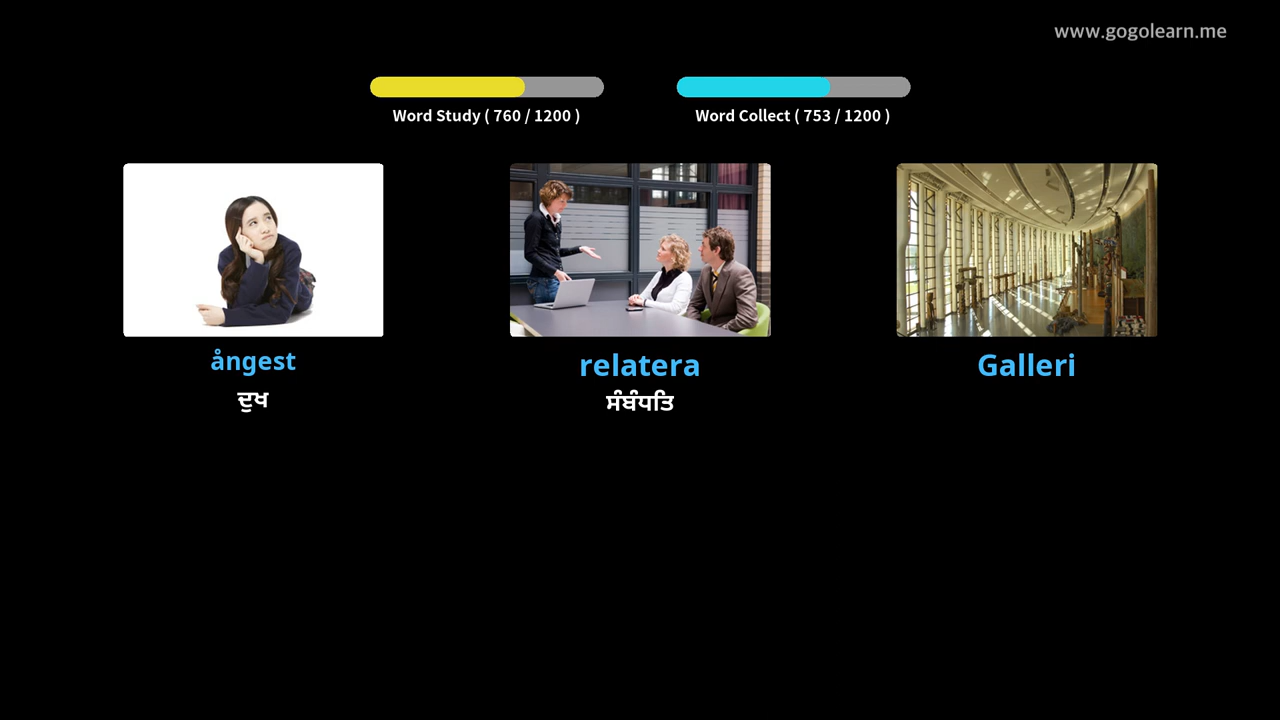 www.gogolearn.me
Word Study ( 760 / 1200 )
Word Collect ( 753 / 1200 )
ångest
relatera
Galleri
ਦੁਖ
ਸੰਬੰਧਤਿ